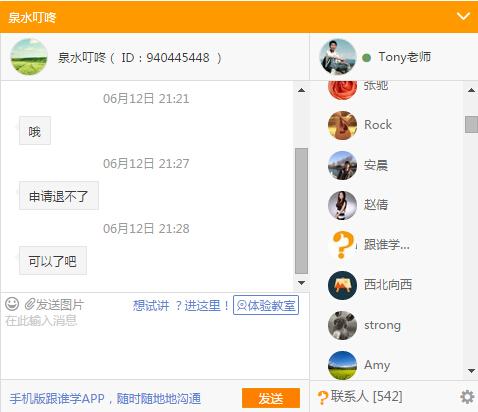 泉水叮咚
泉水叮咚（ ID：940445448 ）
06月12日 21:21
哦
06月12日 21:27
申请退不了
06月12日 21:28
可以了吧
发送图片
想试讲 ？进这里！
体验教室
在此输入消息
手机版跟谁学APP，随时随地地沟通
发送
Tony老师
张驰
Rock
安晨
赵倩
跟谁学...
西北向西
strong
Amy
联系人 [542]